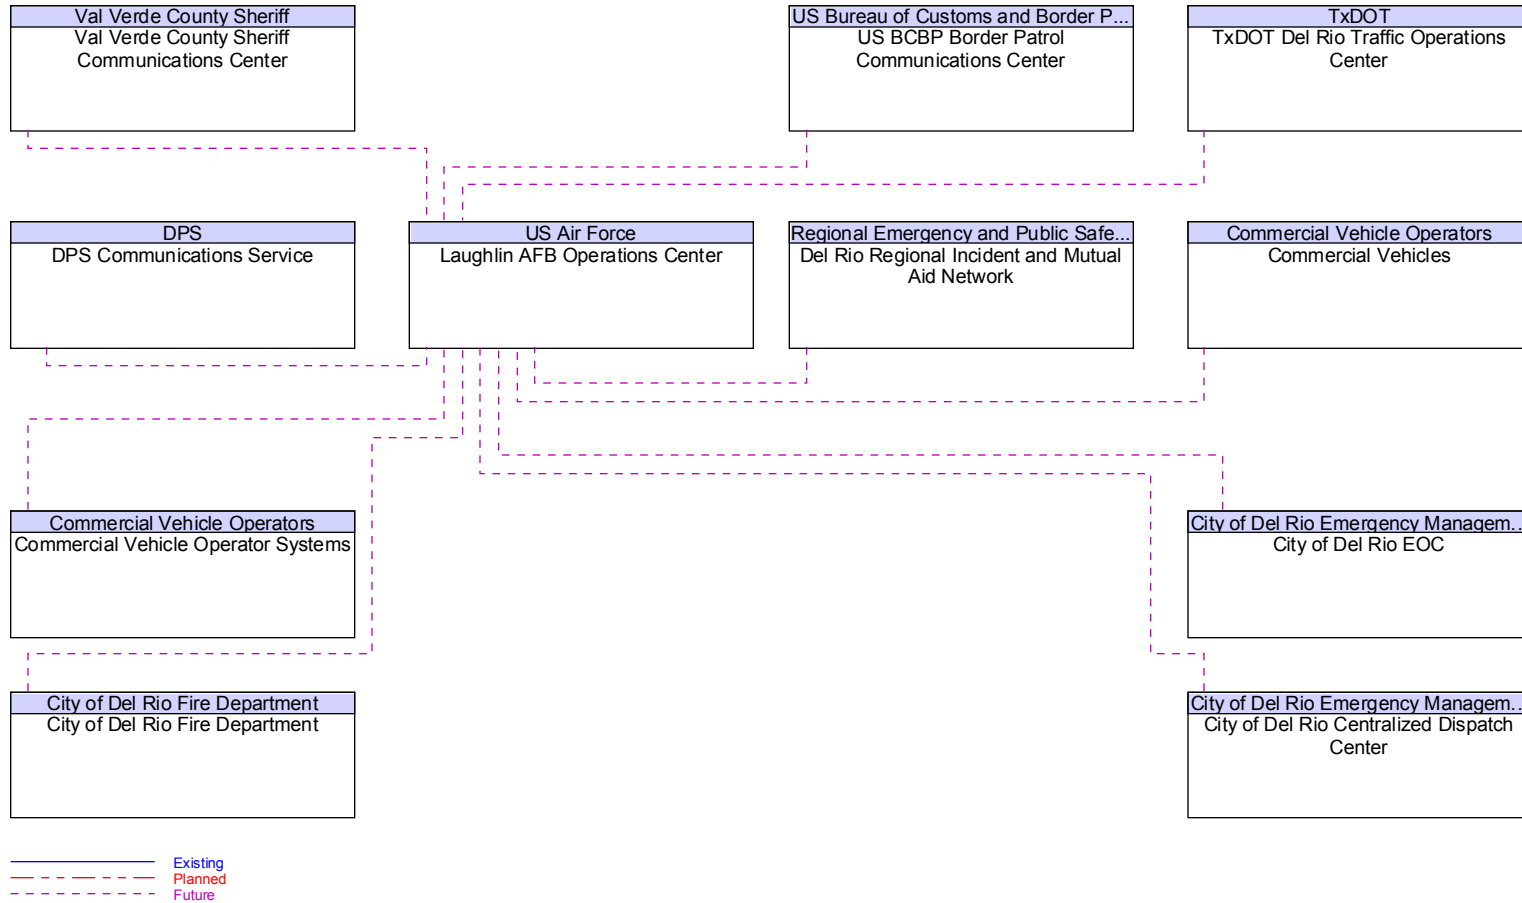 Val Verde County Sheriff
Val Verde County Sheriff
Communications Center
US Bureau of Customs and Border P...
US BCBP Border Patrol
Communications Center
TxDOT
TxDOT Del Rio Traffic Operations
Center
DPS
DPS Communications Service
US Air Force
Laughlin AFB Operations Center
Regional Emergency and Public Safe...
Del Rio Regional Incident and Mutual
Aid Network
Commercial Vehicle Operators
Commercial Vehicles
Commercial Vehicle Operators
Commercial Vehicle Operator Systems
City of Del Rio Emergency Managem..
City of Del Rio EOC
City of Del Rio Fire Department
City of Del Rio Fire Department
City of Del Rio Emergency Managem..
City of Del Rio Centralized Dispatch
Center
Existing
Planned
Future